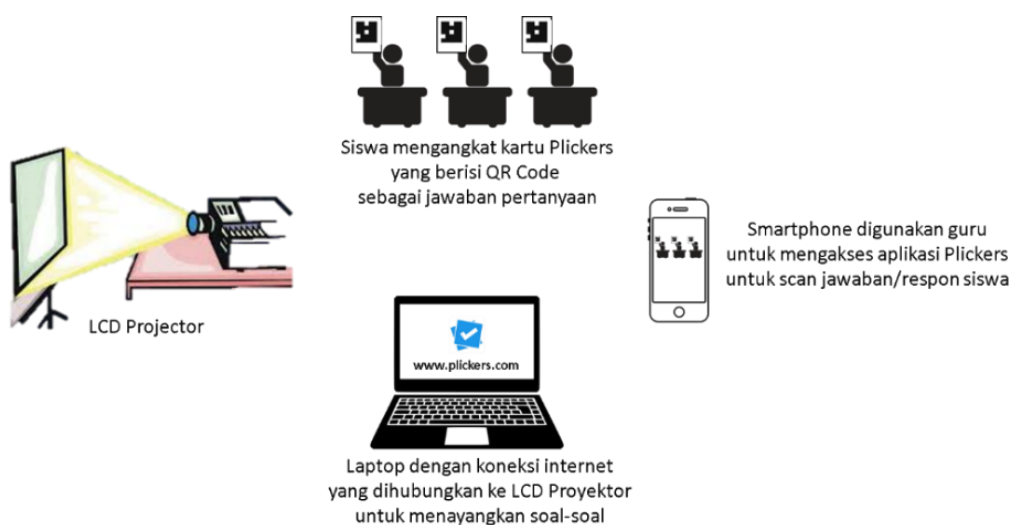 Siswa mengangkat kartu Plickers
yang berisi QR Code
sebagai jawaban pertanyaan
LCD Projector
Smartphone digunakan guru
untuk mengakses aplikasi Plickers
untuk scan jawaban/respon siswa
www.plickers.com
Laptop dengan koneksi internet
yang dihubungkan ke LCD Proyektor
untuk menayangkan soal-soal